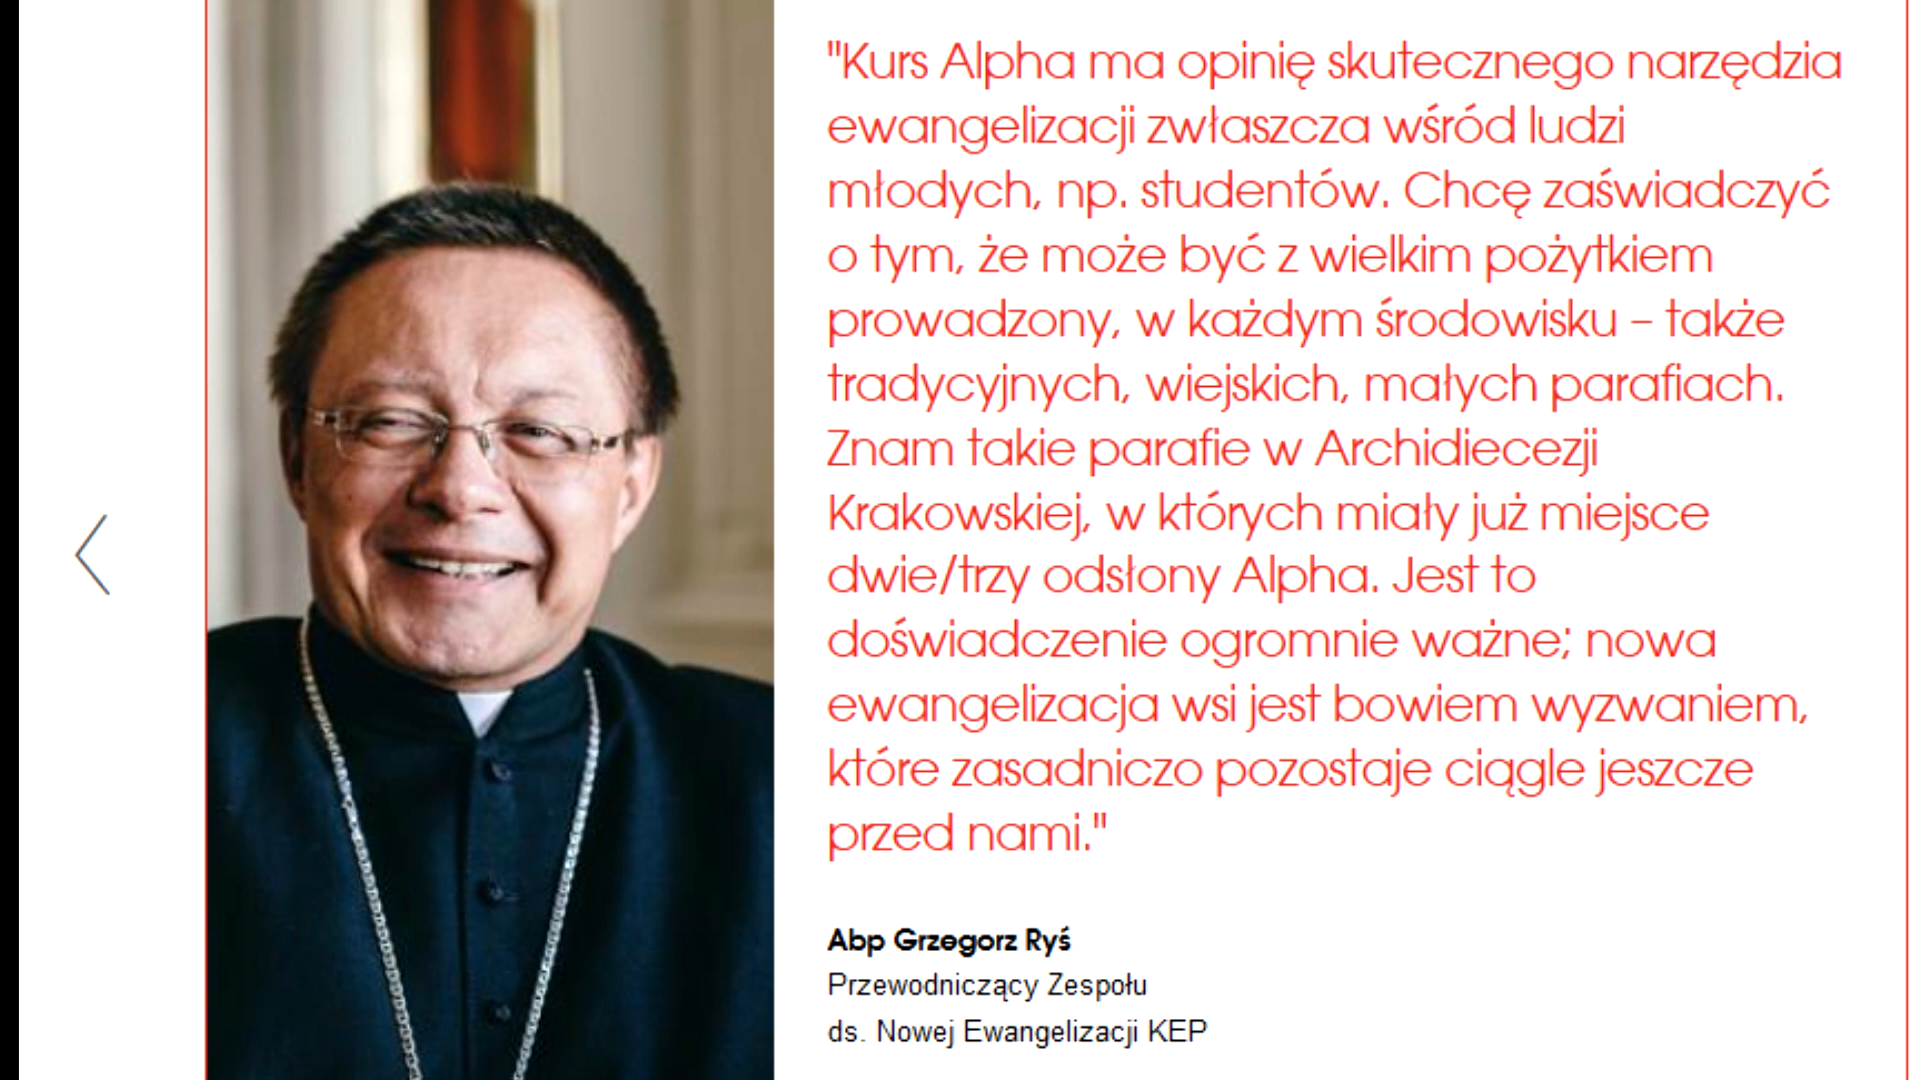 "Kurs Alpha ma opinię skutecznego narzędzia
ewangelizacji zwłaszcza wśród ludzi
młodych, np. studentów. Chcę zaświadczyć
o tym, że może być z wielkim pożytkiem
prowadzony, w każdym środowisku – także
tradycyjnych, wiejskich, małych parafiach.
Znam takie parafie w Archidiecezji
Krakowskiej, w których miały już miejsce
dwie/trzy odsłony Alpha. Jest to
doświadczenie ogromnie ważne; nowa
ewangelizacja wsi jest bowiem wyzwaniem,
które zasadniczo pozostaje ciągle jeszcze
przed nami."
Abp Grzegorz Ryś
Przewodniczący Zespołu
ds. Nowej Ewangelizacji KEP